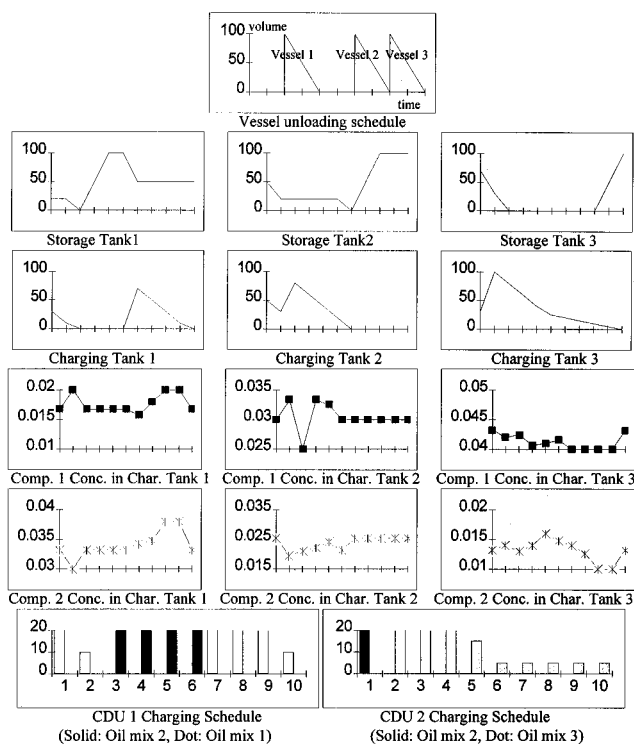 volume
100
50
0
Vessel 1 Vessel 2 Vessel 3
time
Vessel unloading schedule
100
50
0
Storage Tank1
100
50
0
Storage Tank2
100
50
0
Storage Tank 3
100
50
0
Charging Tank 1
100
50
0
Charging Tank 2
100
50
0
Charging Tank 3
0.02
0.015
0.01
Comp. 1 Conc. in Char. Tank 1
0.035
0.03
0.025
Comp. 1 Conc. in Char. Tank 2
0.05
0.045
0.04
Comp. 1 Conc. in Char. Tank 3
0.04
0.035
0.03
Comp. 2 Conc. in Char. Tank 1
0.035
0.025
0.015
Comp. 2 Conc. in Char. Tank 2
0.02
0.015
0.01
Comp. 2 Conc. in Char. Tank 3
20
10
0
1 2 3 4 5 6 7 8 9 10
CDU 1 Charging Schedule
(Solid: Oil mix 2, Dot: Oil mix 1)
20
10
0
1 2 3 4 5 6 7 8 9 10
CDU 2 Charging Schedule
(Solid: Oil mix 2, Dot: Oil mix 3)